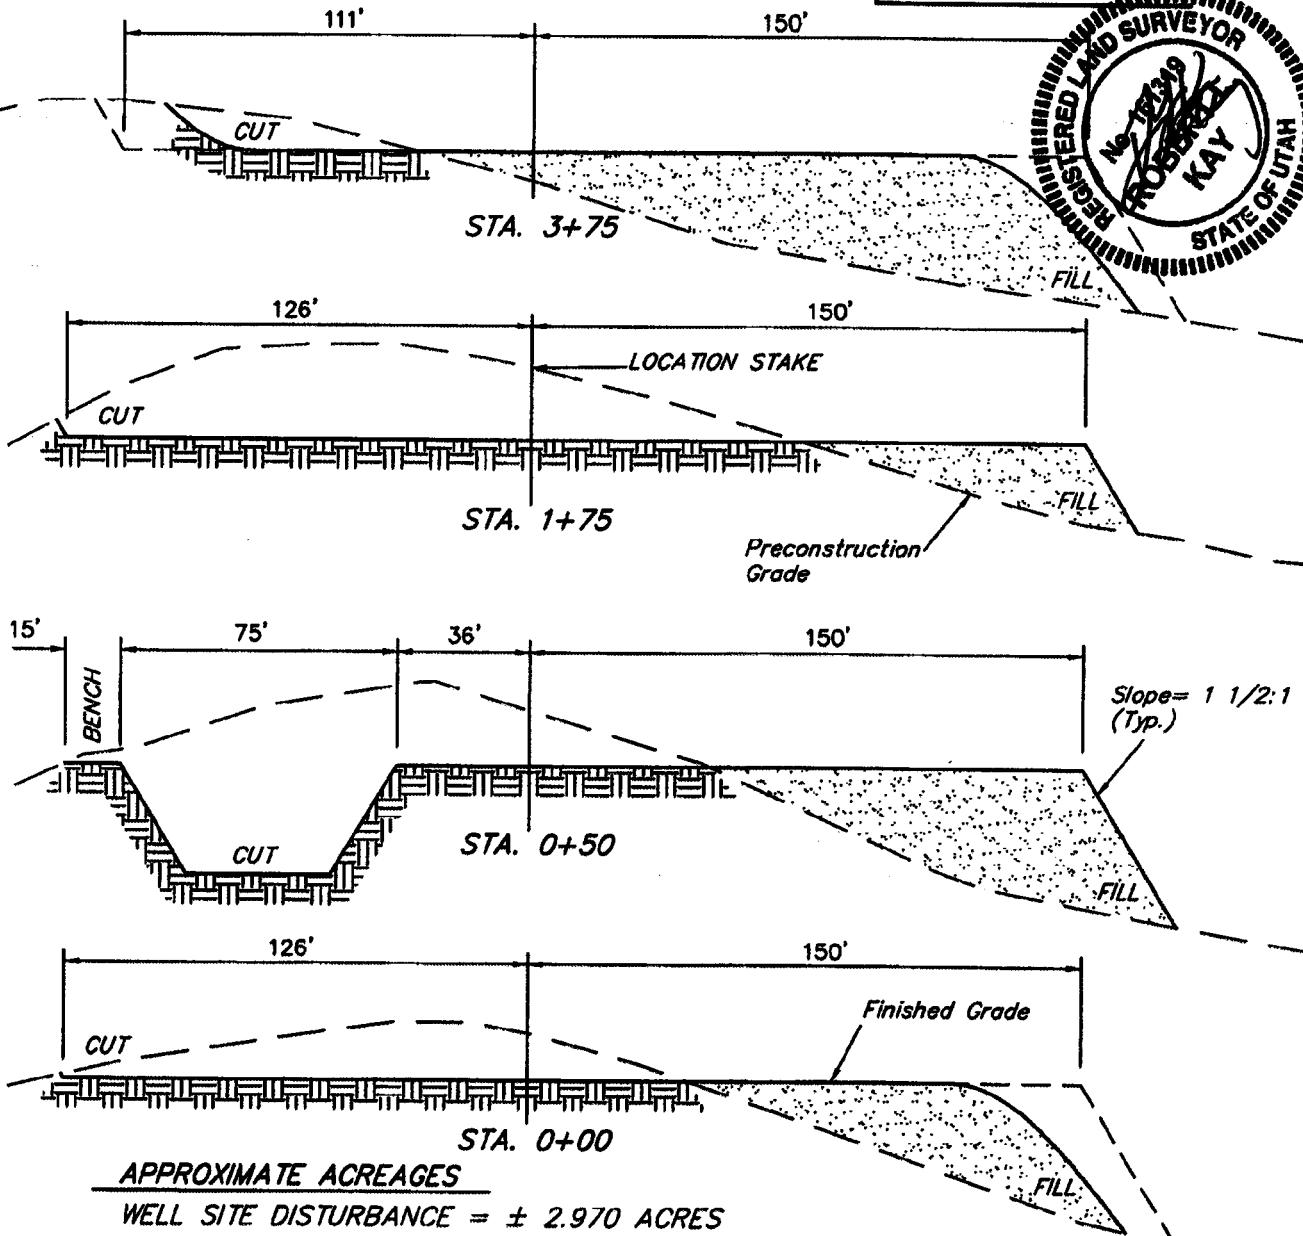 111'
150'
REGISTERED LAND SURVEYOR
No. 161319
KAY
STATE OF UTAH
CUT
STA. 3+75
FILL
126'
150'
LOCATION STAKE
CUT
STA. 1+75
FILL
Preconstruction
Grade
15'
75'
36'
150'
BENCH
Slope= 1 1/2:1
(Typ.)
CUT
STA. 0+50
FILL
126'
150'
Finished Grade
CUT
STA. 0+00
FILL
APPROXIMATE ACREAGES
WELL SITE DISTURBANCE = ± 2.970 ACRES